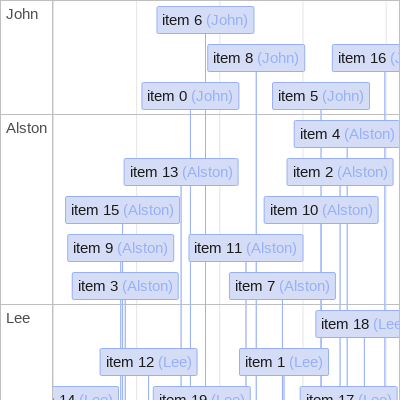 John
item 6 (John)
item 8 (John)
item 16
item 0 (John)
item 5 (John)
Alston
item 4 (Alston)
item 13 (Alston)
item 2 (Alston)
item 15 (Alston)
item 10 (Alston)
item 9 (Alston)
item 11 (Alston)
item 3 (Alston)
item 7 (Alston)
Lee
item 18 (Lee
item 12 (Lee)
item 1 (Lee)
14 (Lee)
item 19 (Lee)
item 17 (Lee)